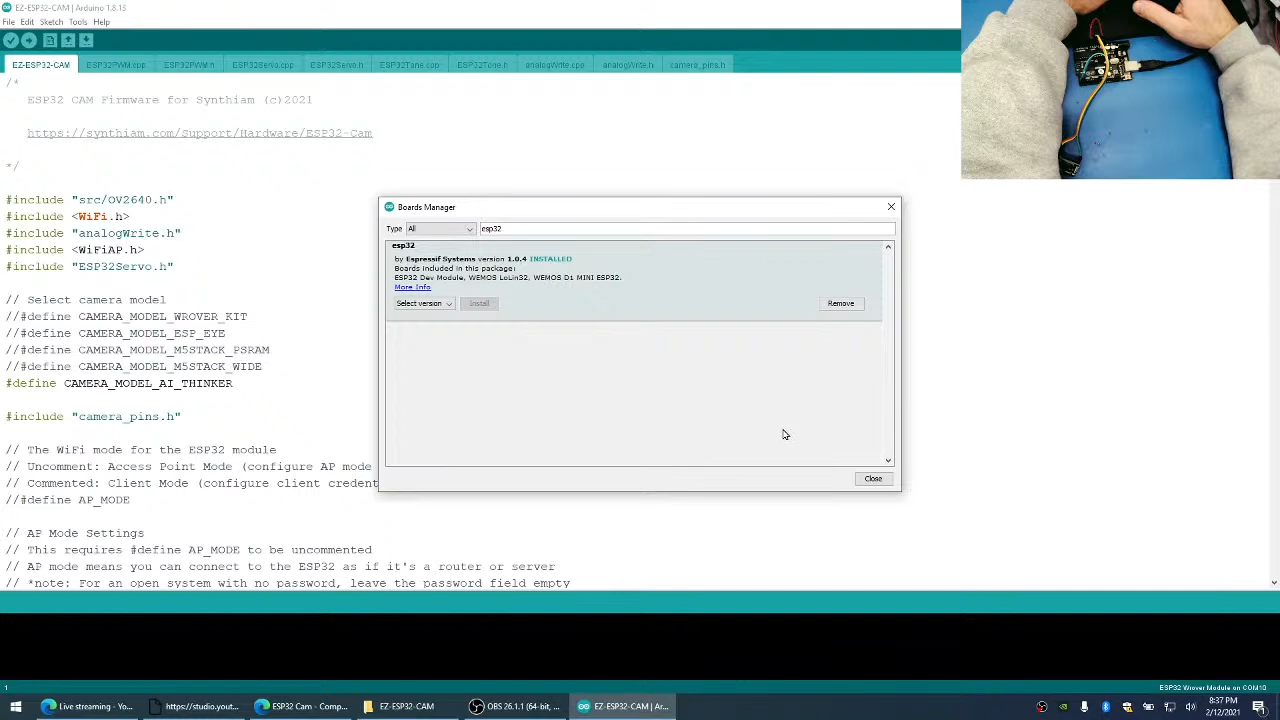 EZ-ESP32-CAM | Arduino 1.8.13
File Edit Sketch Tools Help
EZ-ESP32-CAM ESP32PWM.cpp ESP32PWM.h ESP32Servo.cpp ESP32Servo.h ESP32Tone.cpp ESP32Tone.h analogWrite.cpp analogWrite.h camera_pins.h
/*
ESP32 CAM Firmware for Synthiam (c)2021
https://synthiam.com/Support/Hardware/ESP32-Cam
*/
#include "src/OV2640.h"
#include <WiFi.h>
#include "analogWrite.h"
#include <WiFiAP.h>
#include "ESP32Servo.h"
// Select camera model
//#define CAMERA_MODEL_WROVER_KIT
//#define CAMERA_MODEL_ESP_EYE
//#define CAMERA_MODEL_M5STACK_PSRAM
//#define CAMERA_MODEL_M5STACK_WIDE
#define CAMERA_MODEL_AI_THINKER
#include "camera_pins.h"
// The WiFi mode for the ESP32 module
// Uncomment: Access Point Mode (configure AP mode
// Commented: Client Mode (configure client credent
//#define AP_MODE
// AP Mode Settings
// This requires #define AP_MODE to be uncommented
// AP mode means you can connect to the ESP32 as if it's a router or server
// *note: For an open system with no password, leave the password field empty
Boards Manager
Type All esp32
esp32
by Espressif Systems version 1.0.4 INSTALLED
Boards included in this package:
ESP32 Dev Module, WEMOS LoLin32, WEMOS D1 MINI ESP32.
More Info
Select version Install Remove
Close
1 ESP32 Wrover Module on COM10
Live streaming - Yo... https://studio.yout... ESP32 Cam - Comp... EZ-ESP32-CAM OBS 26.1.1 (64-bit, ... EZ-ESP32-CAM | Ar... 8:37 PM
2/12/2021